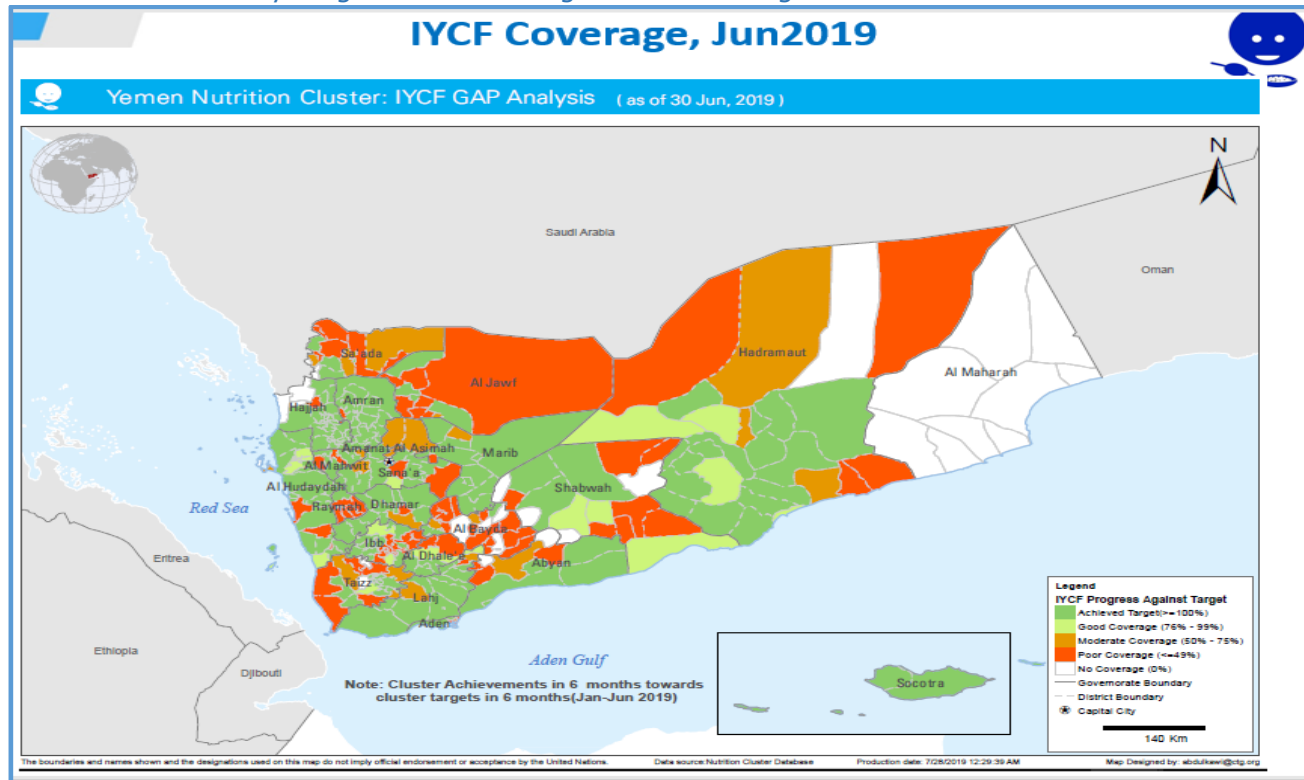 IYCF Coverage, Jun2019
Yemen Nutrition Cluster: IYCF GAP Analysis ( as of 30 Jun, 2019 )
N
Saudi Arabia
Oman
Sa'ada
Hadramaut
Al Jawf
Al Maharah
Hajjah
Amran
Amanat Al Asimah
Marib
Al Mahwit
Sana'a
Shabwah
Al Hudaydah
Red Sea
Raymah
Dhamar
Al Bayda
Ibb
Al Dhale'e
Abyan
Eritrea
Taizz
Lahj
Aden
Ethiopia
Djibouti
Aden Gulf
Note: Cluster Achievements in 6 months towards
cluster targets in 6 months(Jan-Jun 2019)
Socotra
Legend
IYCF Progress Against Target
Achieved Target(>=100%)
Good Coverage (76% - 99%)
Moderate Coverage (50% - 75%)
Poor Coverage (<=49%)
No Coverage (0%)
Governorate Boundary
District Boundary
Capital City
140 Km
The boundaries and names shown and the designations used on this map do not imply official endorsement or acceptance by the United Nations. Data source:Nutrition Cluster Database Production date: 7/28/2019 12:29:39 AM Map Designed by: abdulkawi@ctg.org